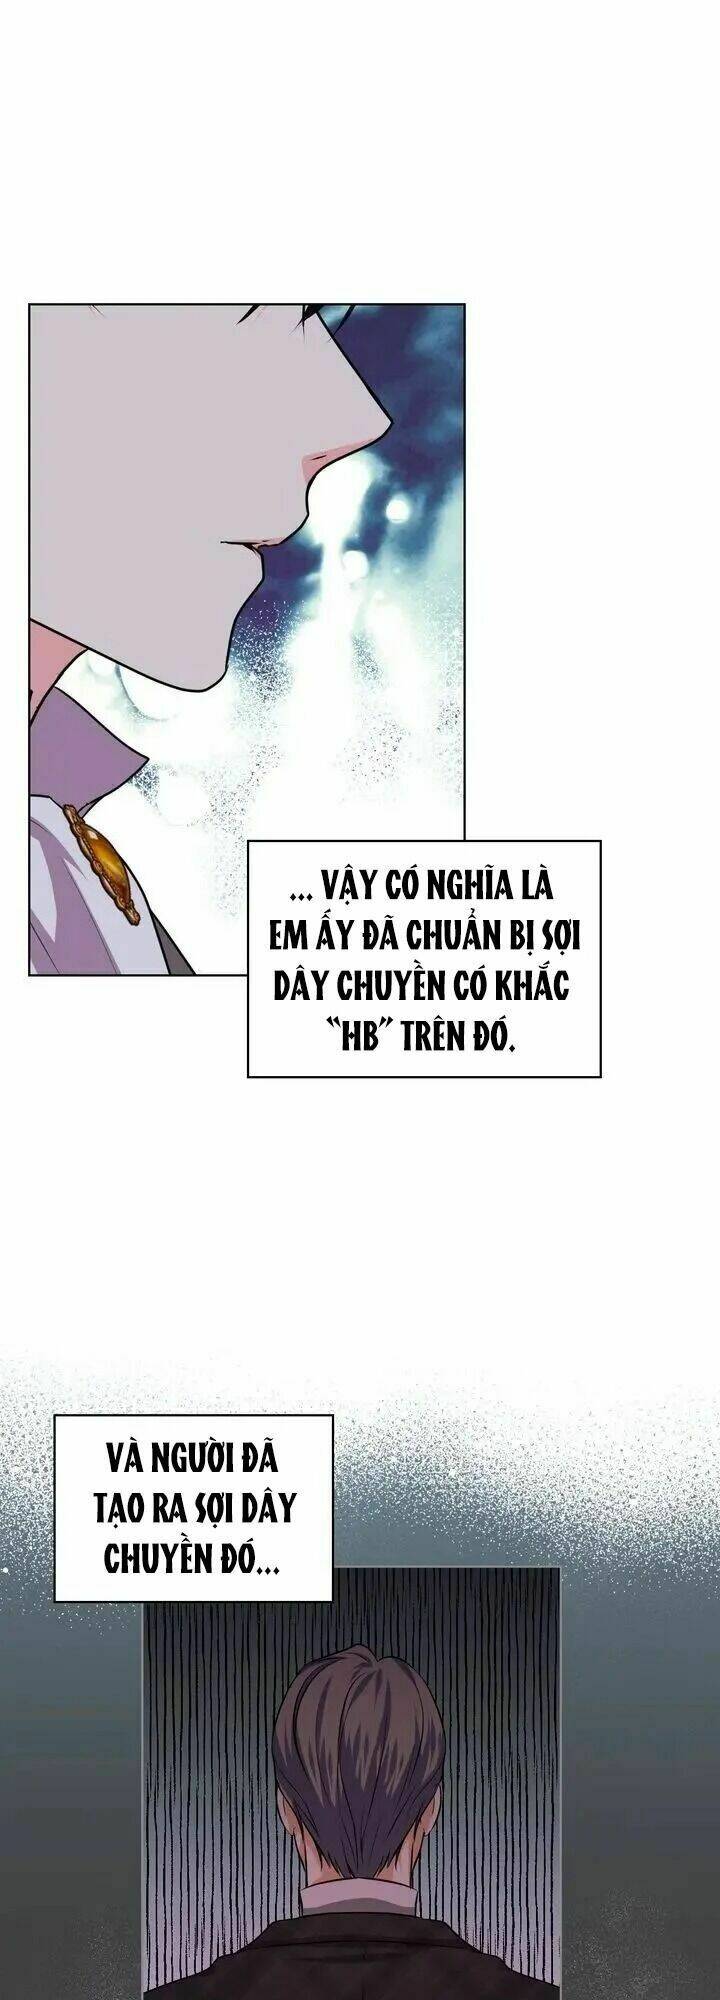 ... VẬY CÓ NGHĨA LÀ
EM ẤY ĐÃ CHUẨN BỊ SỢI
DÂY CHUYỀN CÓ KHẮC
“HB” TRÊN ĐÓ.
VÀ NGƯỜI ĐÃ
TẠO RA SỢI DÂY
CHUYỀN ĐÓ...